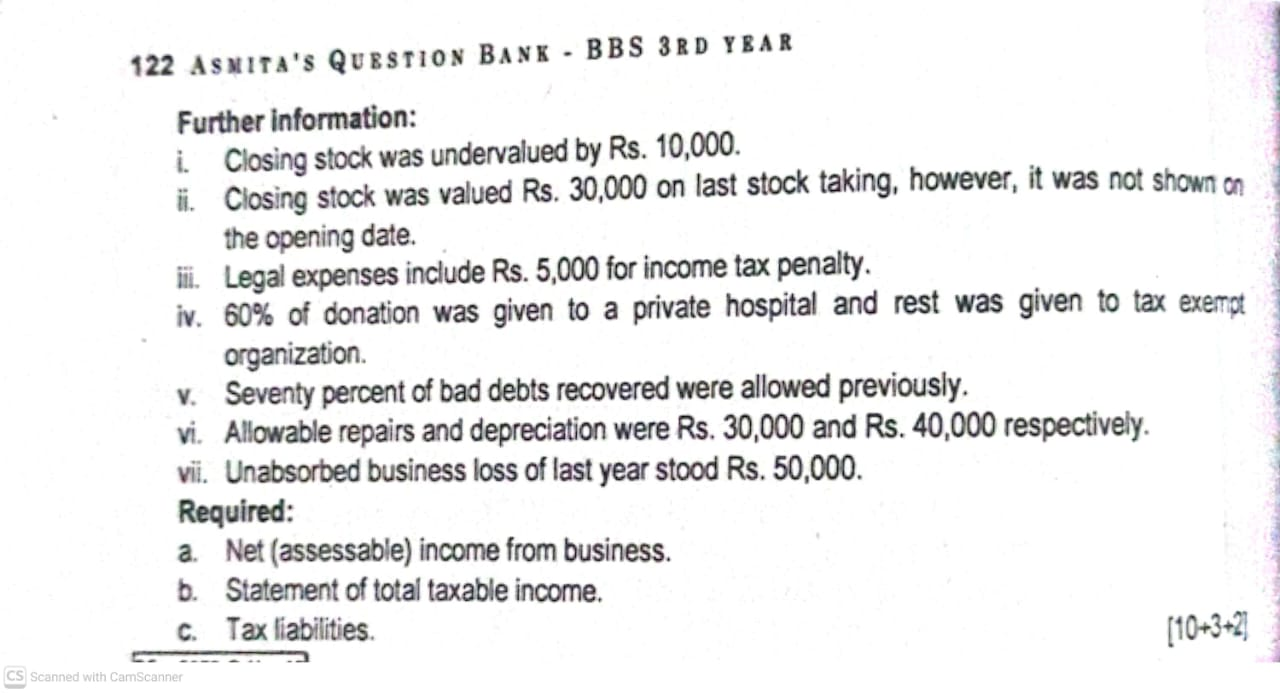 122 ASMITA'S QUESTION BANK - BBS 3RD YEAR
Further information:
i. Closing stock was undervalued by Rs. 10,000.
ii. Closing stock was valued Rs. 30,000 on last stock taking, however, it was not shown on
the opening date.
iii. Legal expenses include Rs. 5,000 for income tax penalty.
iv. 60% of donation was given to a private hospital and rest was given to tax exempt
organization.
v. Seventy percent of bad debts recovered were allowed previously.
vi. Allowable repairs and depreciation were Rs. 30,000 and Rs. 40,000 respectively.
vii. Unabsorbed business loss of last year stood Rs. 50,000.
Required:
a. Net (assessable) income from business.
b. Statement of total taxable income.
c. Tax liabilities.
[10+3+2]
CS Scanned with CamScanner